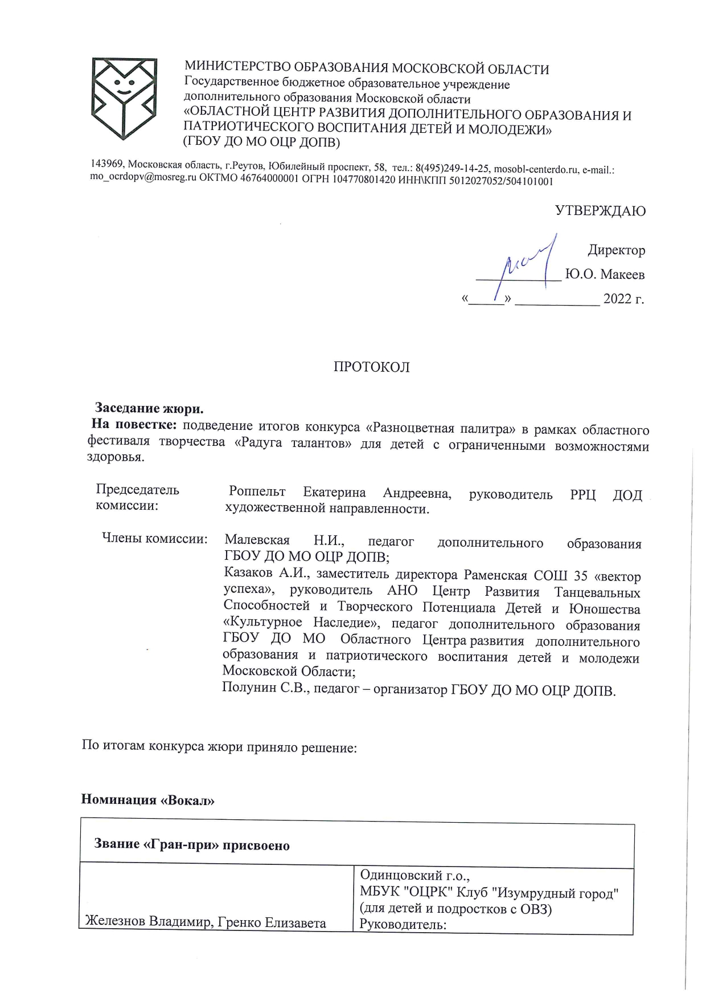 МИНИСТЕРСТВО ОБРАЗОВАНИЯ МОСКОВСКОЙ ОБЛАСТИ
Государственное бюджетное образовательное учреждение
дополнительного образования Московской области
«ОБЛАСТНОЙ ЦЕНТР РАЗВИТИЯ ДОПОЛНИТЕЛЬНОГО ОБРАЗОВАНИЯ И
ПАТРИОТИЧЕСКОГО ВОСПИТАНИЯ ДЕТЕЙ И МОЛОДЕЖИ»
(ГБОУ ДО МО ОЦР ДОПВ)
143969, Московская область, г.Реутов, Юбилейный проспект, 58, тел.: 8(495)249-14-25, mosobl-centerdo.ru, e-mail.:
mo_ocrdopv@mosreg.ru ОКТМО 46764000001 ОГРН 104770801420 ИНН\КПП 5012027052/504101001
УТВЕРЖДАЮ
Директор
____________ Ю.О. Макеев
«_____» ____________ 2022 г.
ПРОТОКОЛ
Заседание жюри.
На повестке: подведение итогов конкурса «Разноцветная палитра» в рамках областного
фестиваля творчества «Радуга талантов» для детей с ограниченными возможностями
здоровья.
Председатель комиссии:
Роппельт Екатерина Андреевна, руководитель РРЦ ДОД
художественной направленности.
Члены комиссии:
Малевская Н.И., педагог дополнительного образования
ГБОУ ДО МО ОЦР ДОПВ;
Казаков А.И., заместитель директора Раменская СОШ 35 «вектор
успеха», руководитель АНО Центр Развития Танцевальных
Способностей и Творческого Потенциала Детей и Юношества
«Культурное Наследие», педагог дополнительного образования
ГБОУ ДО МО Областного Центра развития дополнительного
образования и патриотического воспитания детей и молодежи
Московской Области;
Полунин С.В., педагог – организатор ГБОУ ДО МО ОЦР ДОПВ.
По итогам конкурса жюри приняло решение:
Номинация «Вокал»
Звание «Гран-при» присвоено
Железнов Владимир, Гренко Елизавета
Одинцовский г.о.,
МБУК "ОЦРК" Клуб "Изумрудный город"
(для детей и подростков с ОВЗ)
Руководитель: